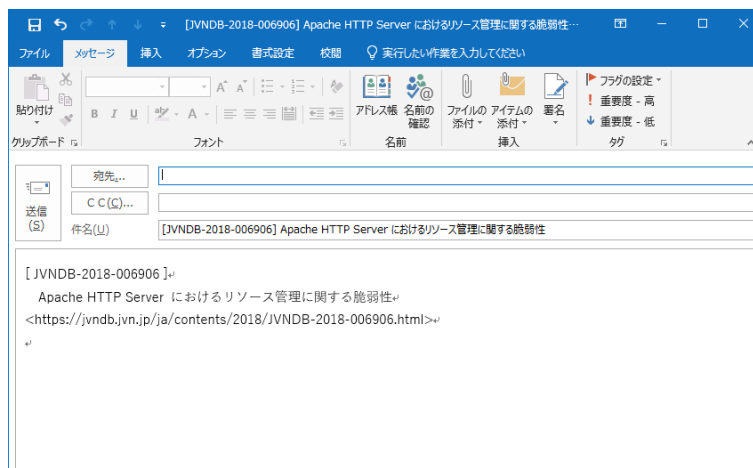 [JVNDB-2018-006906] Apache HTTP Server におけるリソース管理に関する脆弱性…
ファイル メッセージ 挿入 オプション 書式設定 校閲 実行したい作業を入力してください
貼り付け
B I U aby A A A
アドレス帳 名前の確認
ファイルの添付 アイテムの添付 署名
フラグの設定
! 重要度 - 高
重要度 - 低
クリップボード フォント 名前 挿入 タグ
送信(S)
宛先...
CC(C)...
件名(U) [JVNDB-2018-006906] Apache HTTP Server におけるリソース管理に関する脆弱性
[ JVNDB-2018-006906 ]↵
Apache HTTP Server におけるリソース管理に関する脆弱性↵
<https://jvndb.jvn.jp/ja/contents/2018/JVNDB-2018-006906.html>↵
↵